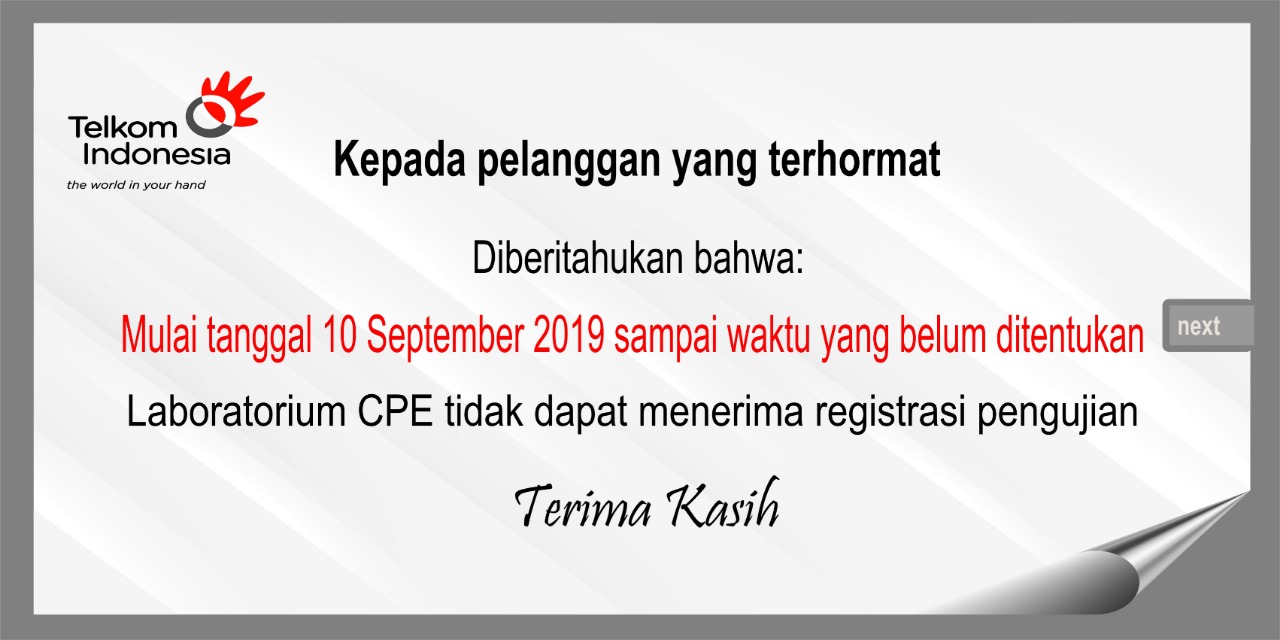 Telkom
Indonesia
the world in your hand
Kepada pelanggan yang terhormat
Diberitahukan bahwa:
Mulai tanggal 10 September 2019 sampai waktu yang belum ditentukan
next
Laboratorium CPE tidak dapat menerima registrasi pengujian
Terima Kasih